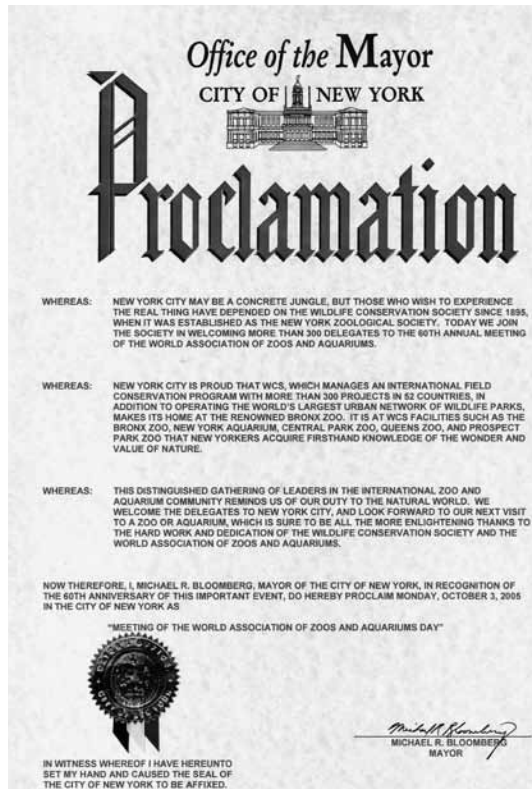 Office of the Mayor
CITY OF NEW YORK
Proclamation
WHEREAS: NEW YORK CITY MAY BE A CONCRETE JUNGLE, BUT THOSE WHO WISH TO EXPERIENCE
THE REAL THING HAVE DEPENDED ON THE WILDLIFE CONSERVATION SOCIETY SINCE 1895,
WHEN IT WAS ESTABLISHED AS THE NEW YORK ZOOLOGICAL SOCIETY. TODAY WE JOIN
THE SOCIETY IN WELCOMING MORE THAN 300 DELEGATES TO THE 60TH ANNUAL MEETING
OF THE WORLD ASSOCIATION OF ZOOS AND AQUARIUMS.
WHEREAS: NEW YORK CITY IS PROUD THAT WCS, WHICH MANAGES AN INTERNATIONAL FIELD
CONSERVATION PROGRAM WITH MORE THAN 300 PROJECTS IN 52 COUNTRIES, IN
ADDITION TO OPERATING THE WORLD'S LARGEST URBAN NETWORK OF WILDLIFE PARKS,
MAKES ITS HOME AT THE RENOWNED BRONX ZOO. IT IS AT WCS FACILITIES SUCH AS THE
BRONX ZOO, NEW YORK AQUARIUM, CENTRAL PARK ZOO, QUEENS ZOO, AND PROSPECT
PARK ZOO THAT NEW YORKERS ACQUIRE FIRSTHAND KNOWLEDGE OF THE WONDER AND
VALUE OF NATURE.
WHEREAS: THIS DISTINGUISHED GATHERING OF LEADERS IN THE INTERNATIONAL ZOO AND
AQUARIUM COMMUNITY REMINDS US OF OUR DUTY TO THE NATURAL WORLD. WE
WELCOME THE DELEGATES TO NEW YORK CITY, AND LOOK FORWARD TO OUR NEXT VISIT
TO A ZOO OR AQUARIUM, WHICH IS SURE TO BE ALL THE MORE ENLIGHTENING THANKS TO
THE HARD WORK AND DEDICATION OF THE WILDLIFE CONSERVATION SOCIETY AND THE
WORLD ASSOCIATION OF ZOOS AND AQUARIUMS.
NOW THEREFORE, I, MICHAEL R. BLOOMBERG, MAYOR OF THE CITY OF NEW YORK, IN RECOGNITION OF
THE 60TH ANNIVERSARY OF THIS IMPORTANT EVENT, DO HEREBY PROCLAIM MONDAY, OCTOBER 3, 2005
IN THE CITY OF NEW YORK AS
"MEETING OF THE WORLD ASSOCIATION OF ZOOS AND AQUARIUMS DAY"
Michael R. Bloomberg
MICHAEL R. BLOOMBERG
MAYOR
IN WITNESS WHEREOF I HAVE HEREUNTO
SET MY HAND AND CAUSED THE SEAL OF
THE CITY OF NEW YORK TO BE AFFIXED.